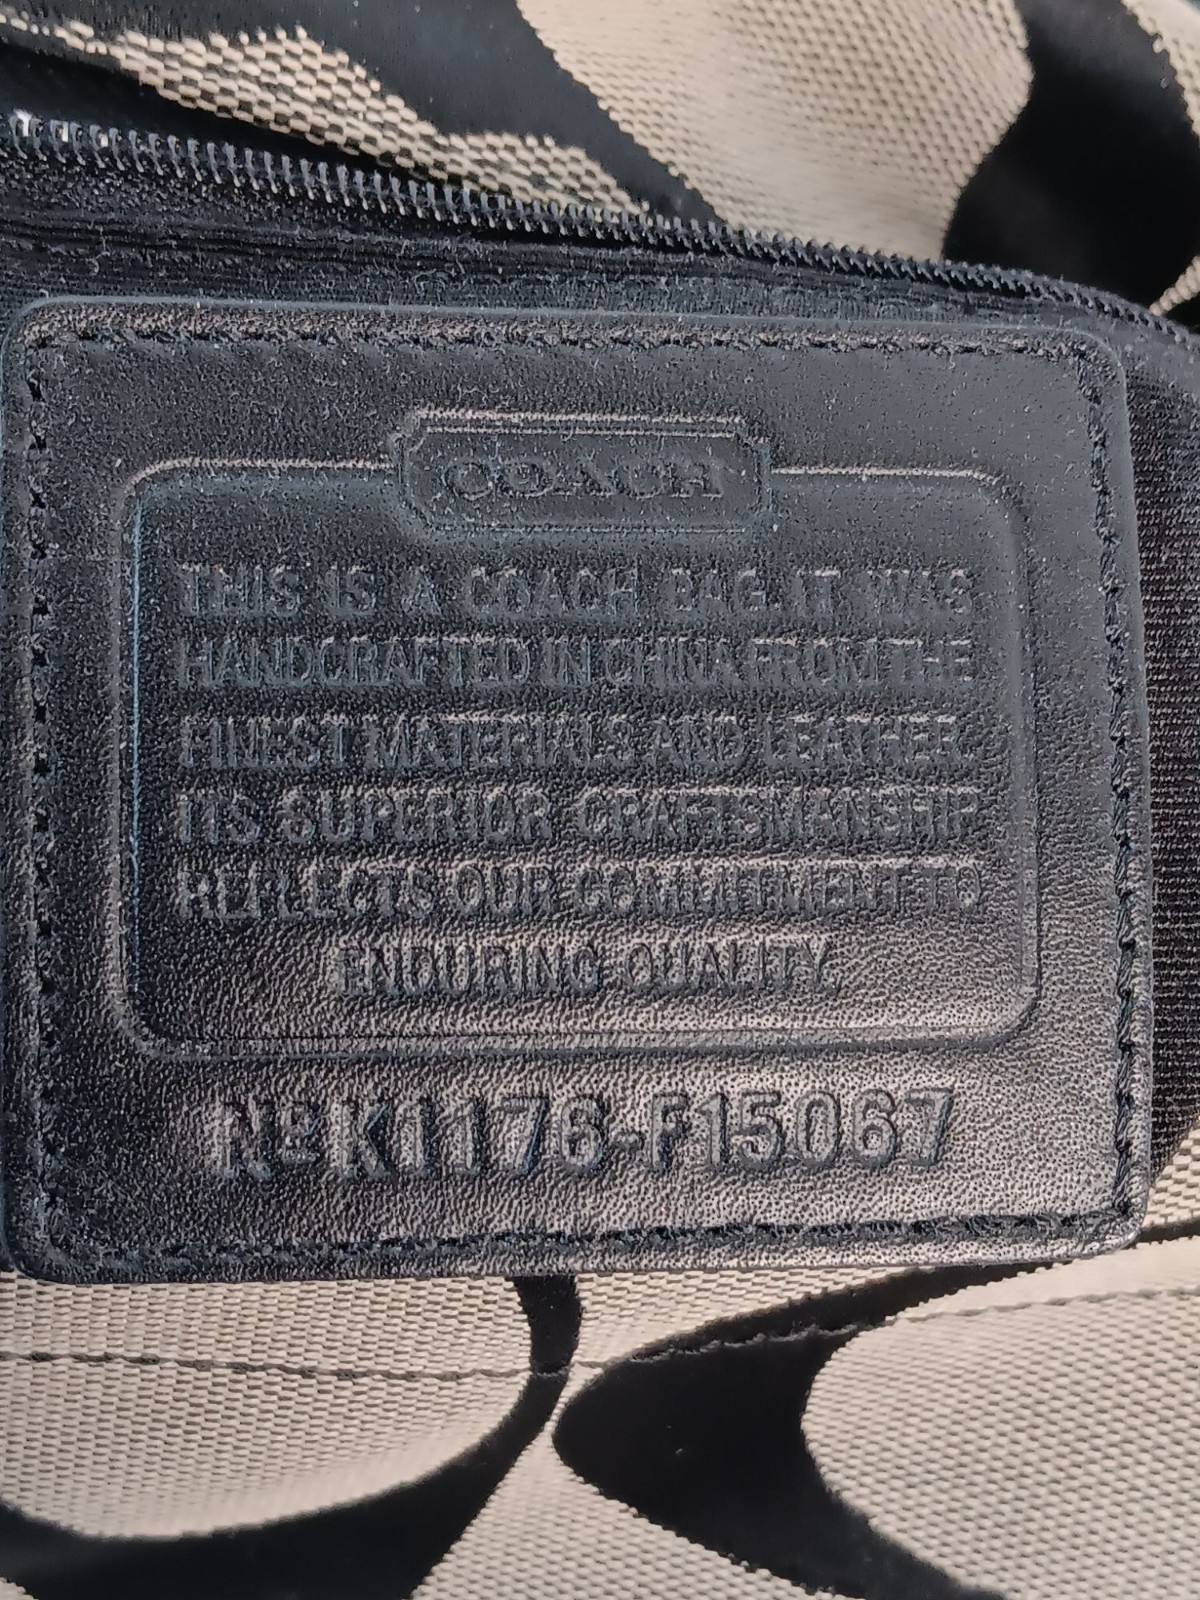 COACH
THIS IS A COACH BAG. IT WAS
HANDCRAFTED IN CHINA FROM THE
FINEST MATERIALS AND LEATHER.
ITS SUPERIOR CRAFTSMANSHIP
REFLECTS OUR COMMITMENT TO
ENDURING QUALITY.
Nº K1176-F15067